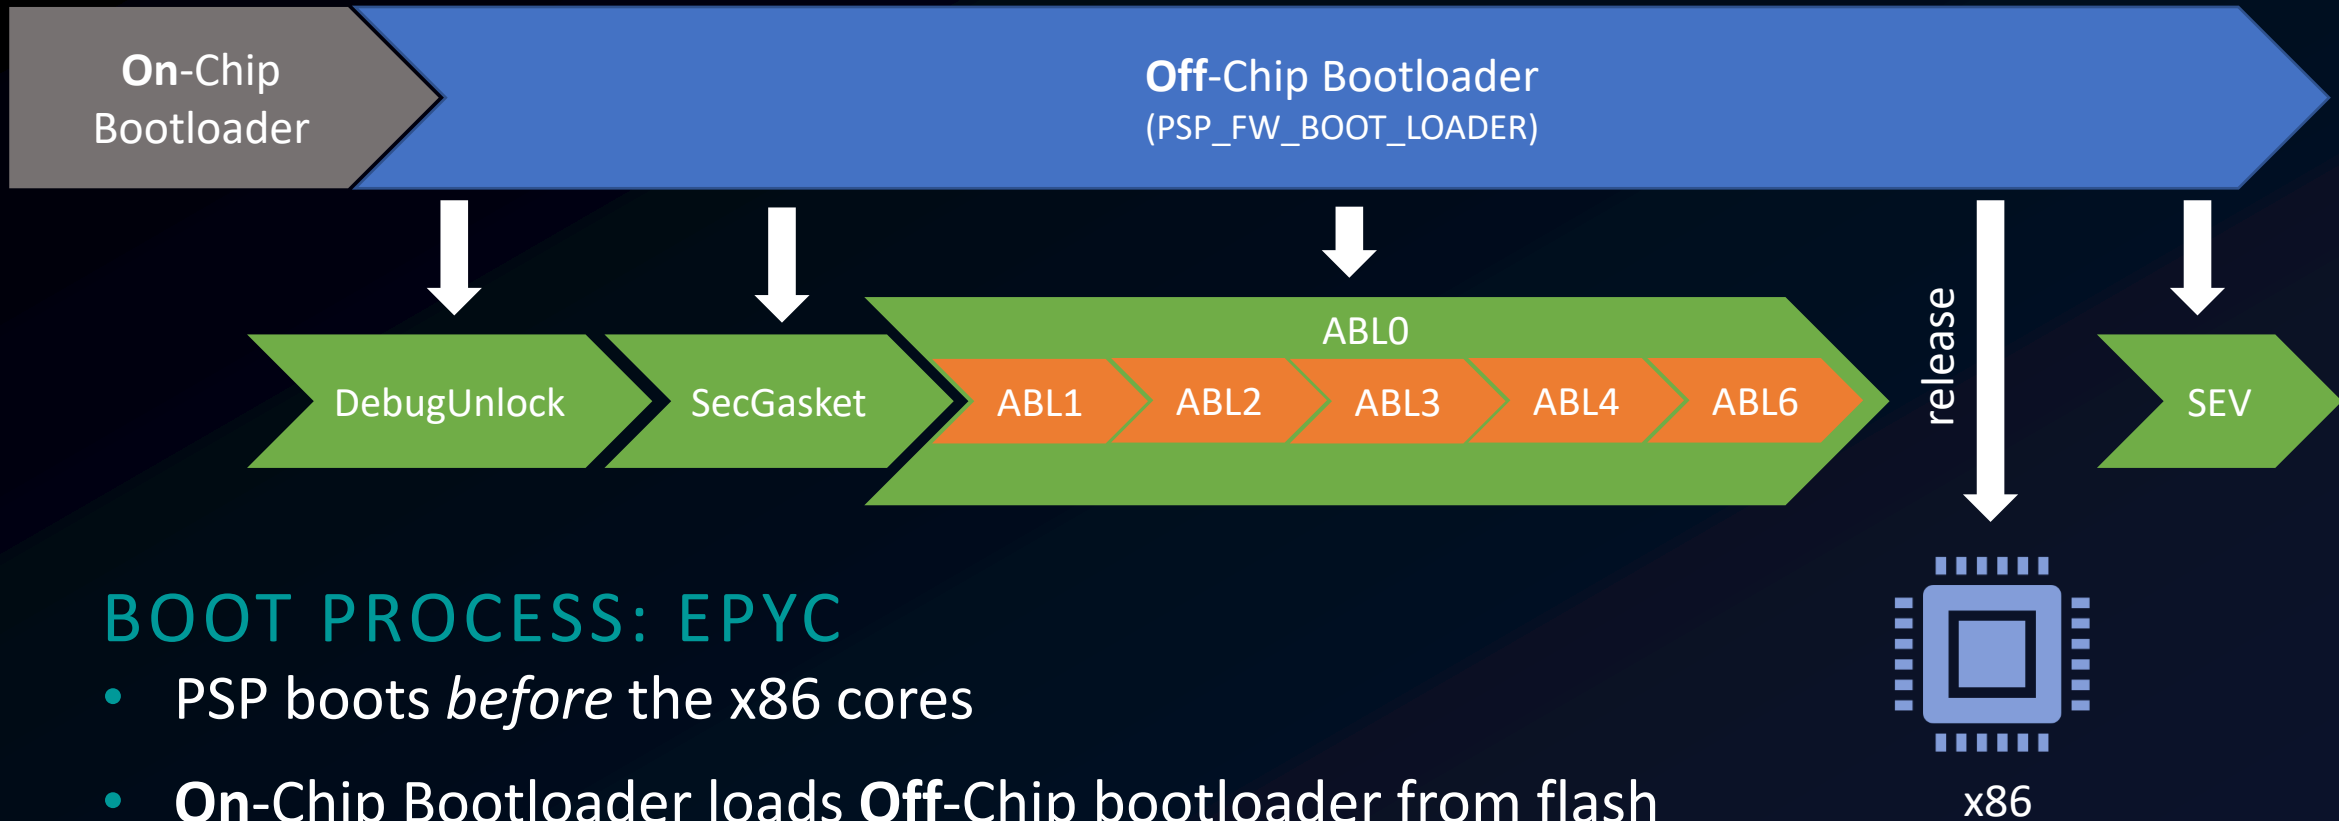 On-Chip
Bootloader
Off-Chip Bootloader
(PSP_FW_BOOT_LOADER)
DebugUnlock
SecGasket
ABL0
ABL1
ABL2
ABL3
ABL4
ABL6
release
SEV
x86
BOOT PROCESS: EPYC
• PSP boots before the x86 cores
• On-Chip Bootloader loads Off-Chip bootloader from flash